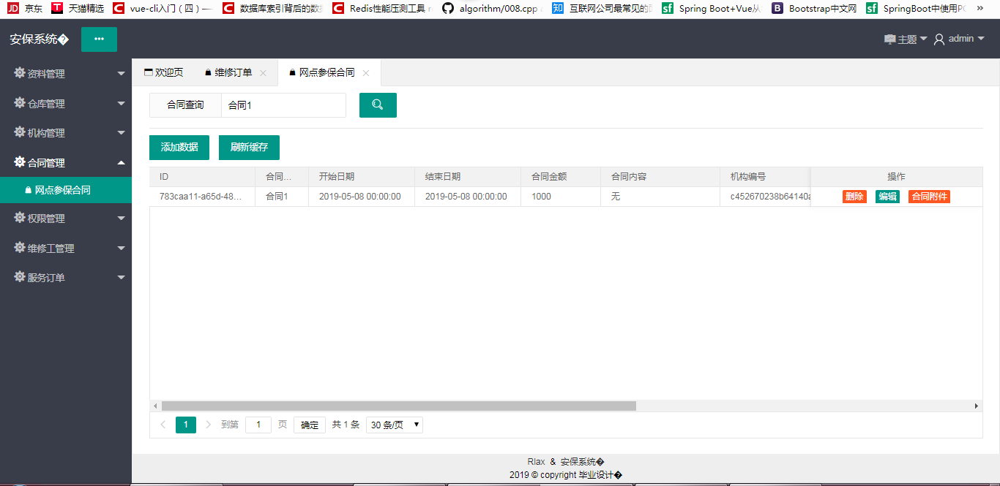 JD 京东 T 天猫精选 C vue-cli入门（四）— C 数据库索引背后的数 C Redis性能压测工具 algorithm/008.cpp 知 互联网公司最常见的 sf Spring Boot+Vue从 B Bootstrap中文网 sf SpringBoot中使用P »
安保系统� ••• 主题 admin
资料管理
仓库管理
机构管理
合同管理
网点参保合同
权限管理
维修工管理
服务订单
欢迎页 维修订单 网点参保合同
合同查询 合同1
添加数据 刷新缓存
ID 合同... 开始日期 结束日期 合同金额 合同内容 机构编号 操作
783caa11-a65d-48... 合同1 2019-05-08 00:00:00 2019-05-08 00:00:00 1000 无 c452670238b64140a 删除 编辑 合同附件
1 到第 1 页 确定 共 1 条 30 条/页
Rlax & 安保系统�
2019 © copyright 毕业设计�